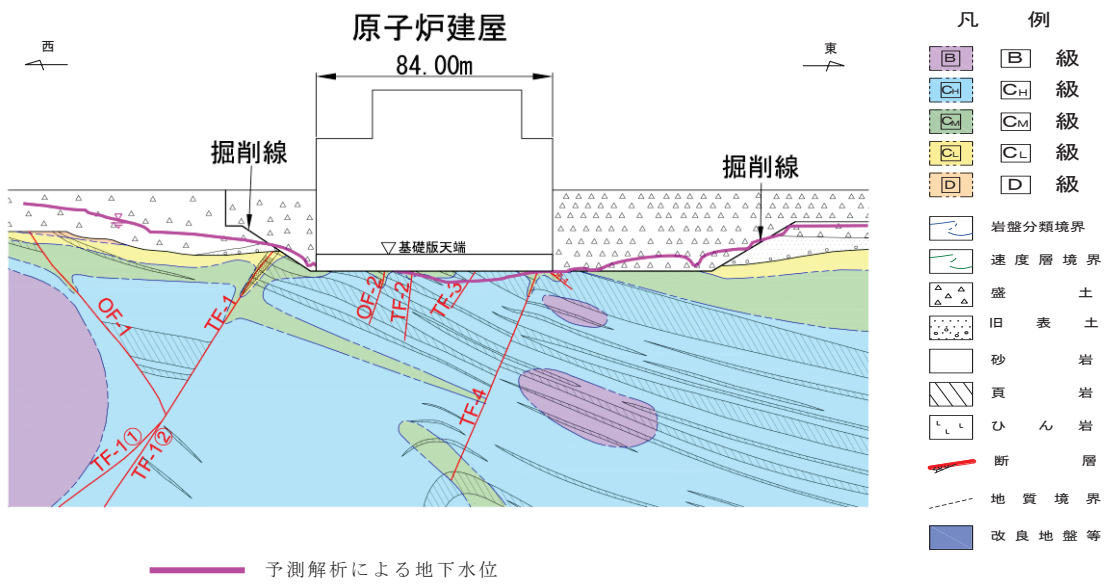 原子炉建屋
84.00m
西
東
掘削線
掘削線
▽基礎版天端
OF-1
TF-1
OF-2
TF-2
TF-3
TF-4
TF-1①
TF-1②
予測解析による地下水位
凡 例
B B 級
CH CH 級
CM CM 級
CL CL 級
D D 級
岩盤分類境界
速度層境界
盛土
旧表土
砂岩
頁岩
ひん岩
断層
地質境界
改良地盤等